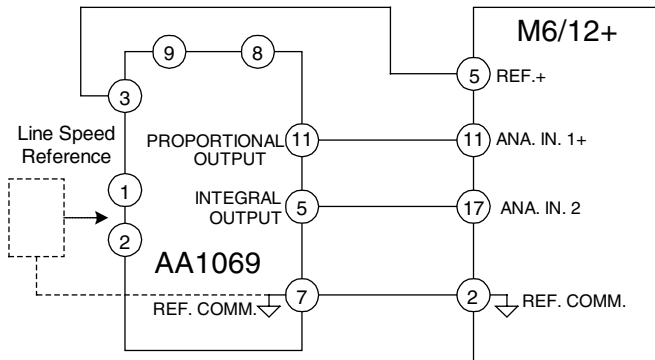 M6/12+
9
8
5
REF.+
3
Line Speed
Reference
PROPORTIONAL
OUTPUT
11
11
ANA. IN. 1+
1
INTEGRAL
OUTPUT
5
17
ANA. IN. 2
2
AA1069
REF. COMM.
7
2
REF. COMM.